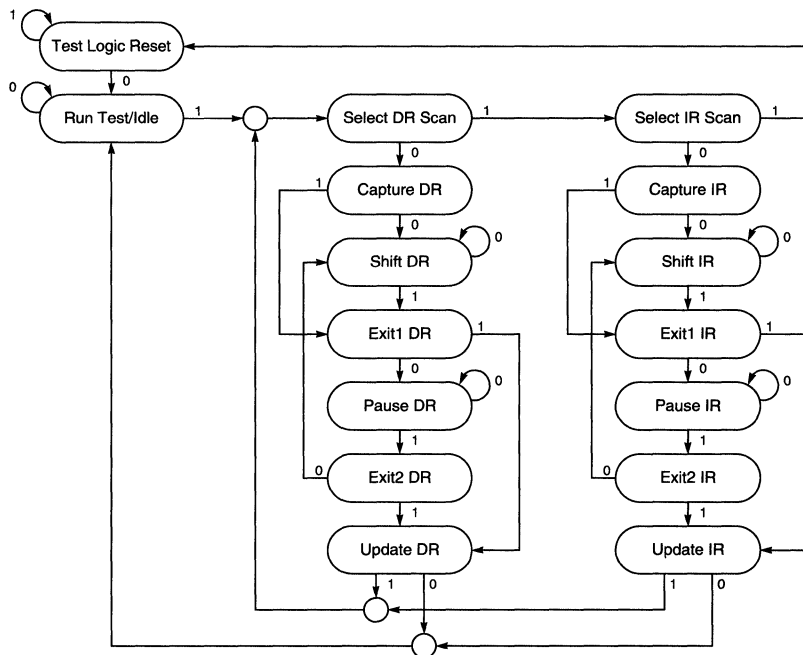 1
Test Logic Reset
0
0
Run Test/Idle
1
Select DR Scan
1
Select IR Scan
1
0
0
1
Capture DR
1
Capture IR
0
0
0
0
Shift DR
Shift IR
1
1
Exit1 DR
1
Exit1 IR
1
0
0
0
0
Pause DR
Pause IR
1
1
0
Exit2 DR
0
Exit2 IR
1
1
Update DR
Update IR
1
0
1
0